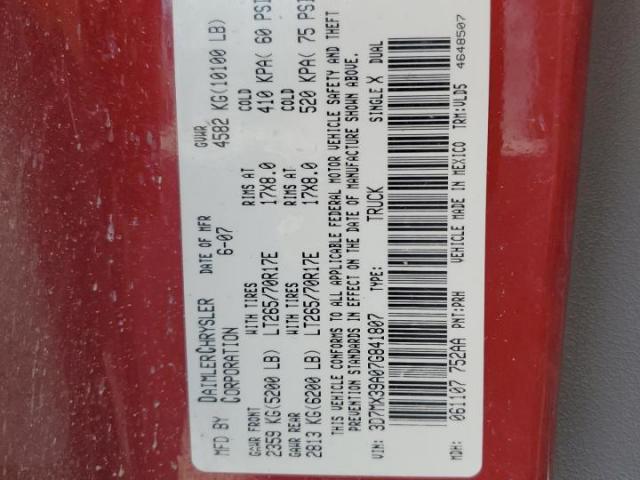 MFD BY DAIMLERCHRYSLER CORPORATION DATE OF MFR 6-07 GVWR 4582 KG(10100 LB)
GAWR FRONT WITH TIRES RIMS AT COLD
2359 KG(5200 LB) LT265/70R17E 17X8.0 410 KPA( 60 PSI
GAWR REAR WITH TIRES RIMS AT COLD
2813 KG(6200 LB) LT265/70R17E 17X8.0 520 KPA( 75 PSI
THIS VEHICLE CONFORMS TO ALL APPLICABLE FEDERAL MOTOR VEHICLE SAFETY AND THEFT
PREVENTION STANDARDS IN EFFECT ON THE DATE OF MANUFACTURE SHOWN ABOVE.
VIN: 3D7MX39A07G841807 TYPE: TRUCK SINGLE X DUAL
MDH: 061107 752AA PNT:PRH VEHICLE MADE IN MEXICO TRM:VLD5 4648507